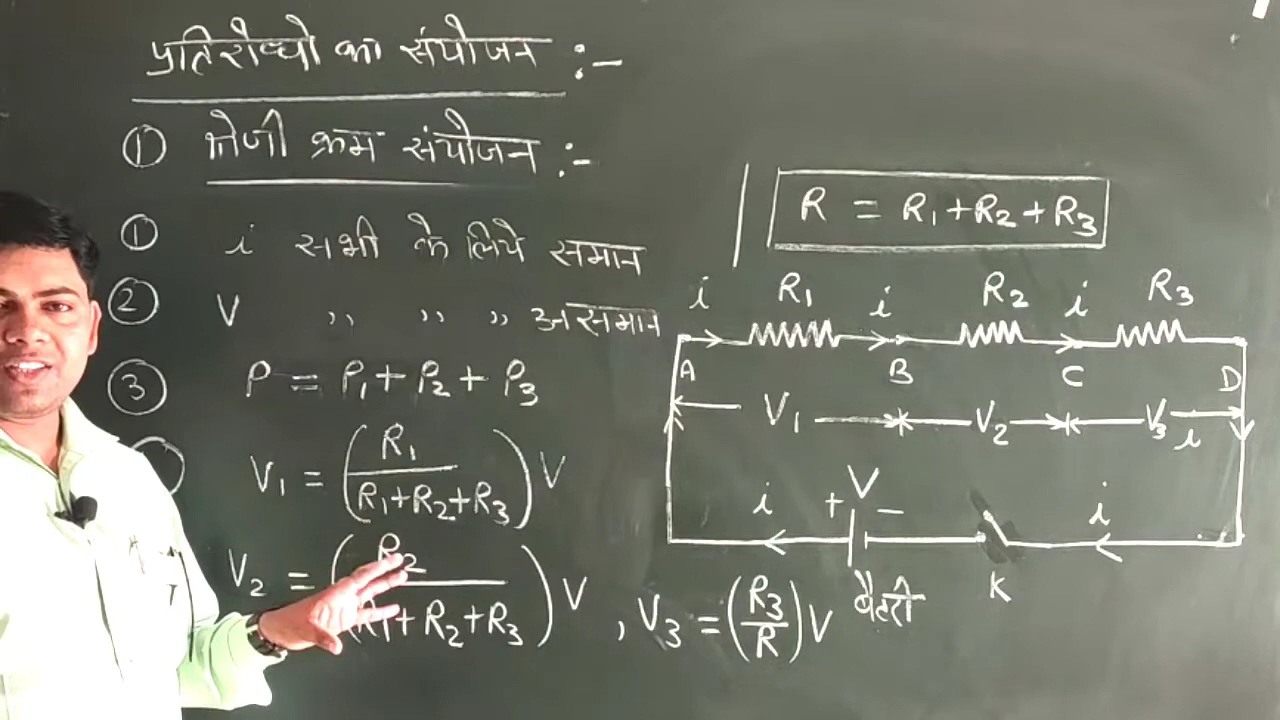 प्रतिरोधो का संयोजन :-
① श्रेणी क्रम संयोजन :-
① i सभी के लिये समान
② V ,, ,, ,, असमान
③ P = P₁ + P₂ + P₃
V₁ = (R₁ / (R₁+R₂+R₃)) V
V₂ = (R₂ / (R₁+R₂+R₃)) V , V₃ = (R₃ / R) V
R = R₁+R₂+R₃
i R₁ i R₂ i R₃
A B C D
V₁ V₂ V₃ i
i + V − i
बैटरी K